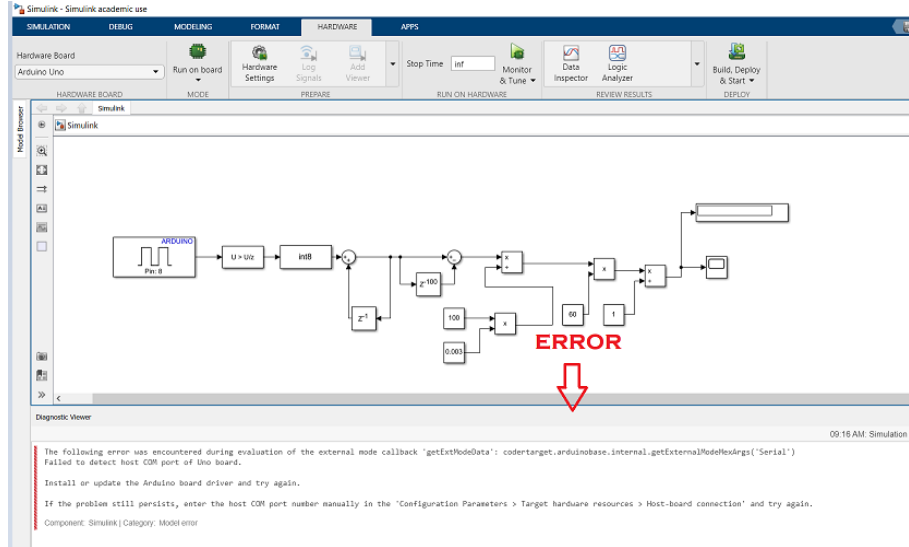 Simulink - Simulink academic use
SIMULATION DEBUG MODELING FORMAT HARDWARE APPS
Hardware Board
Arduino Uno
Run on board
Hardware Settings
Log Signals
Add Viewer
Stop Time inf
Monitor & Tune
Data Inspector
Logic Analyzer
Build, Deploy & Start
HARDWARE BOARD MODE PREPARE RUN ON HARDWARE REVIEW RESULTS DEPLOY
Model Browser
Simulink
Simulink
ARDUINO
Pin: 8
U > U/z
int8
z-100
z-1
100
0.003
x
x
÷
x
60
1
x
÷
ERROR
Diagnostic Viewer
09:16 AM: Simulation
The following error was encountered during evaluation of the external mode callback 'getExtModeData': codertarget.arduinobase.internal.getExternalModeMexArgs('Serial')
Failed to detect host COM port of Uno board.
Install or update the Arduino board driver and try again.
If the problem still persists, enter the host COM port number manually in the 'Configuration Parameters > Target hardware resources > Host-board connection' and try again.
Component: Simulink | Category: Model error